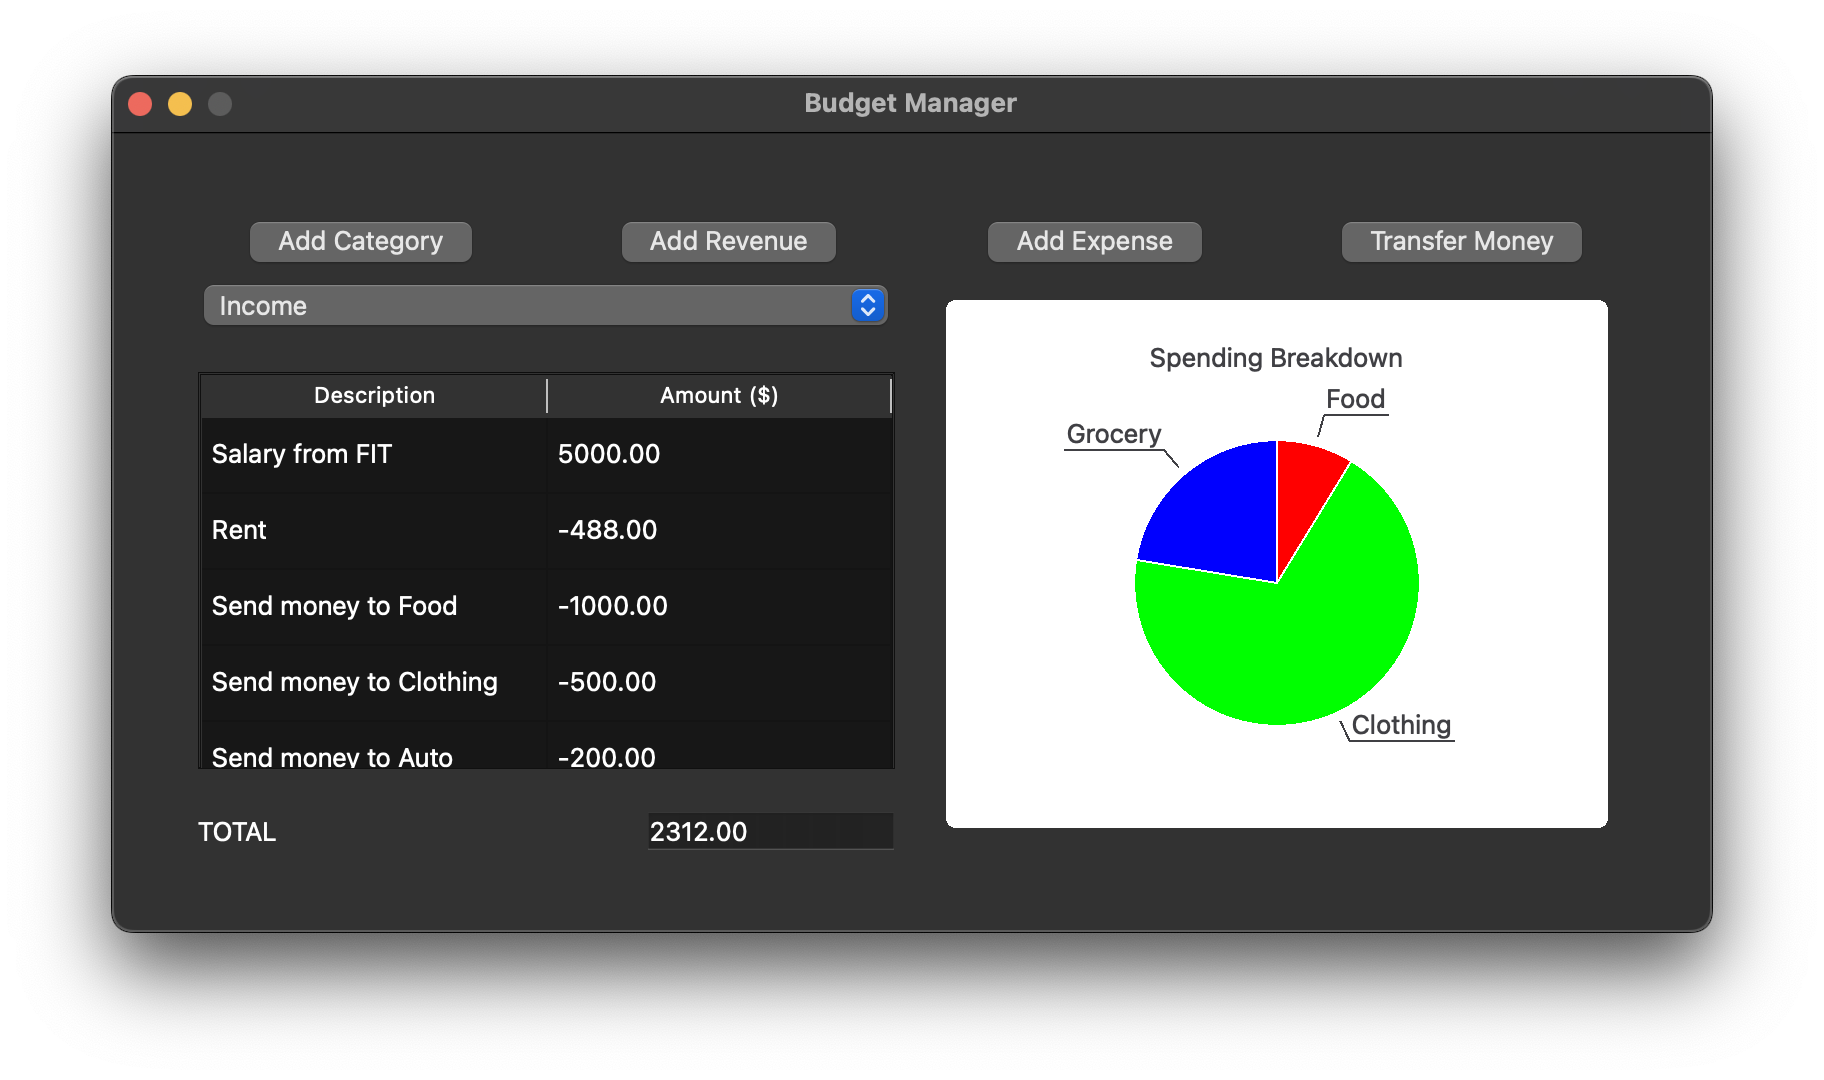 Budget Manager
Add Category
Add Revenue
Add Expense
Transfer Money
Income
Description Amount ($)
Salary from FIT 5000.00
Rent -488.00
Send money to Food -1000.00
Send money to Clothing -500.00
Send money to Auto -200.00
TOTAL 2312.00
Spending Breakdown
Food
Grocery
Clothing